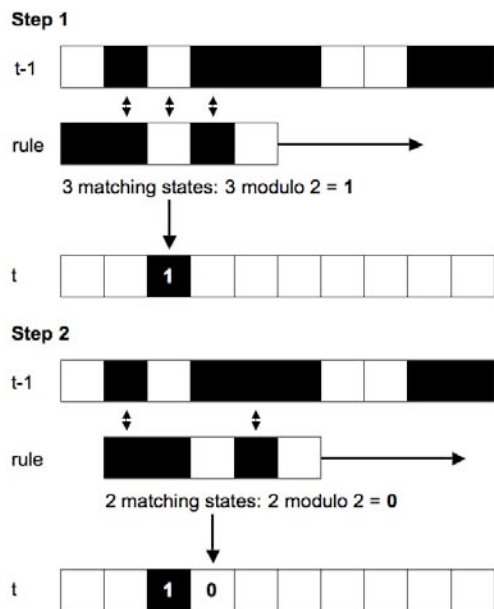 Step 1
t-1
rule
3 matching states: 3 modulo 2 = 1
t
1
Step 2
t-1
rule
2 matching states: 2 modulo 2 = 0
t
1 0